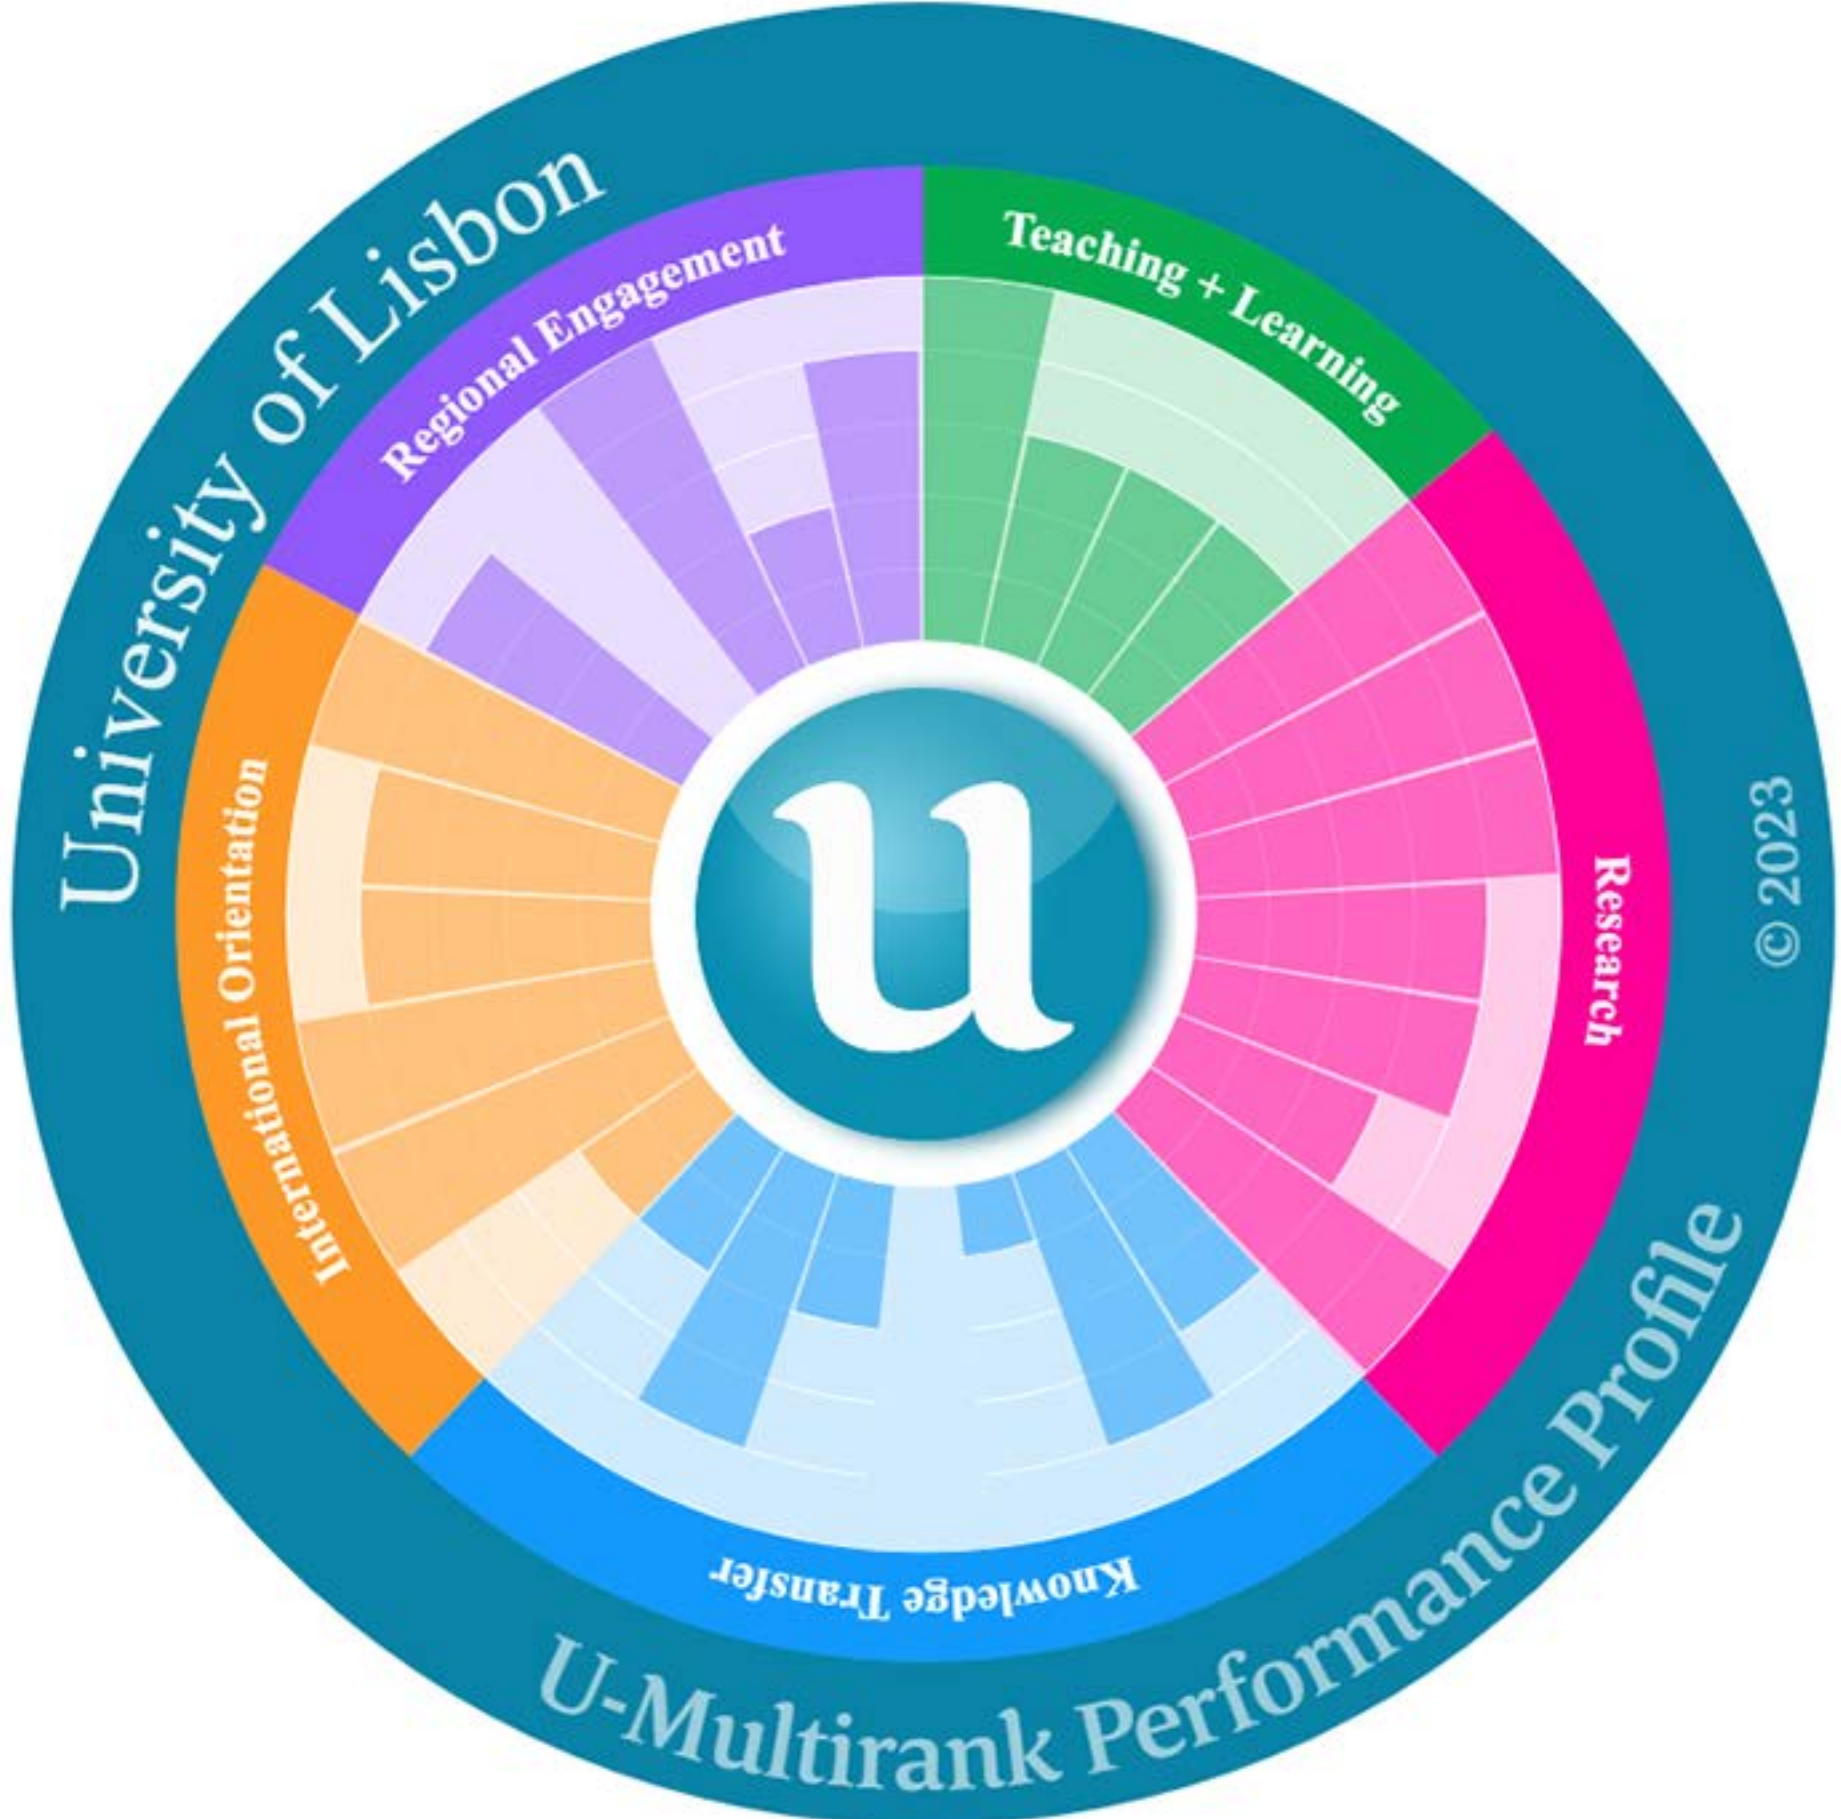 University of Lisbon
© 2023
U-Multirank Performance Profile
Teaching + Learning
Research
Knowledge Transfer
International Orientation
Regional Engagement
u